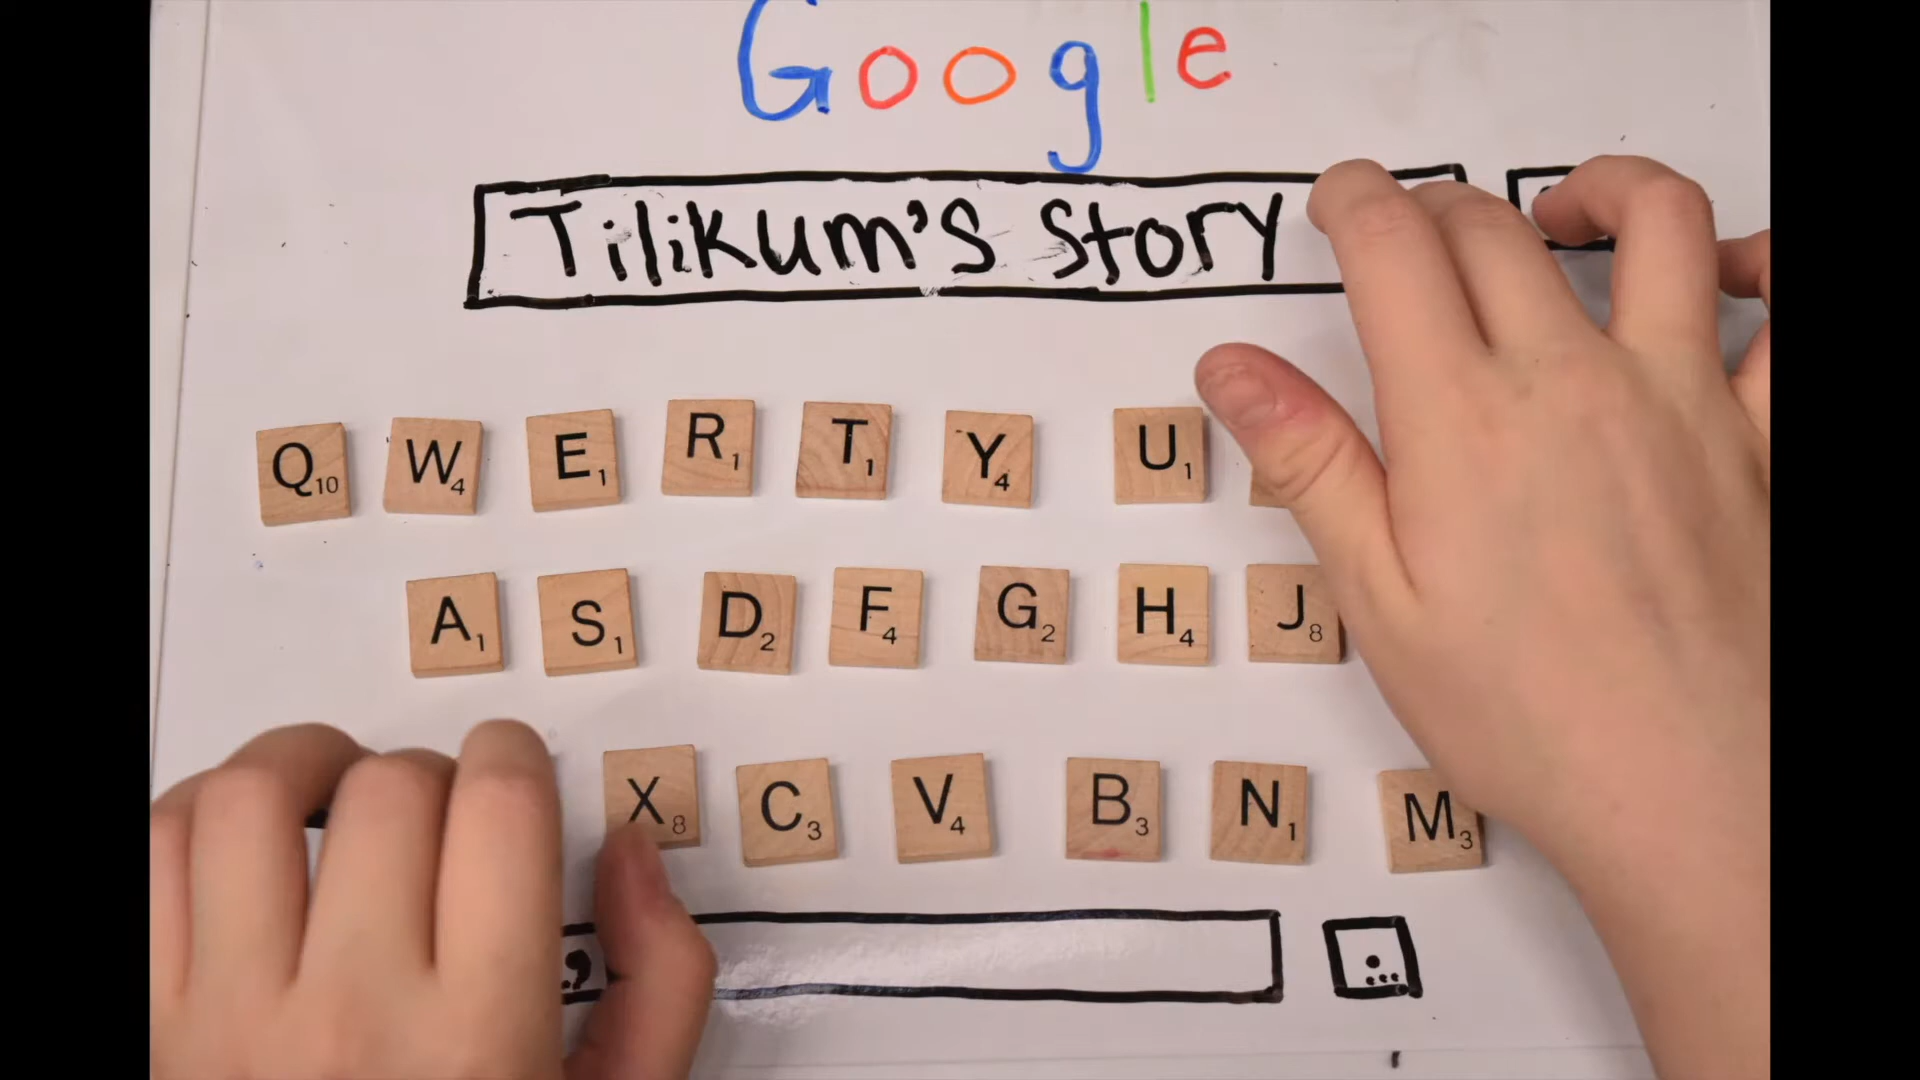 Google
Tilikum's Story
Q10 W4 E1 R1 T1 Y4 U1
A1 S1 D2 F4 G2 H4 J8
X8 C3 V4 B3 N1 M3